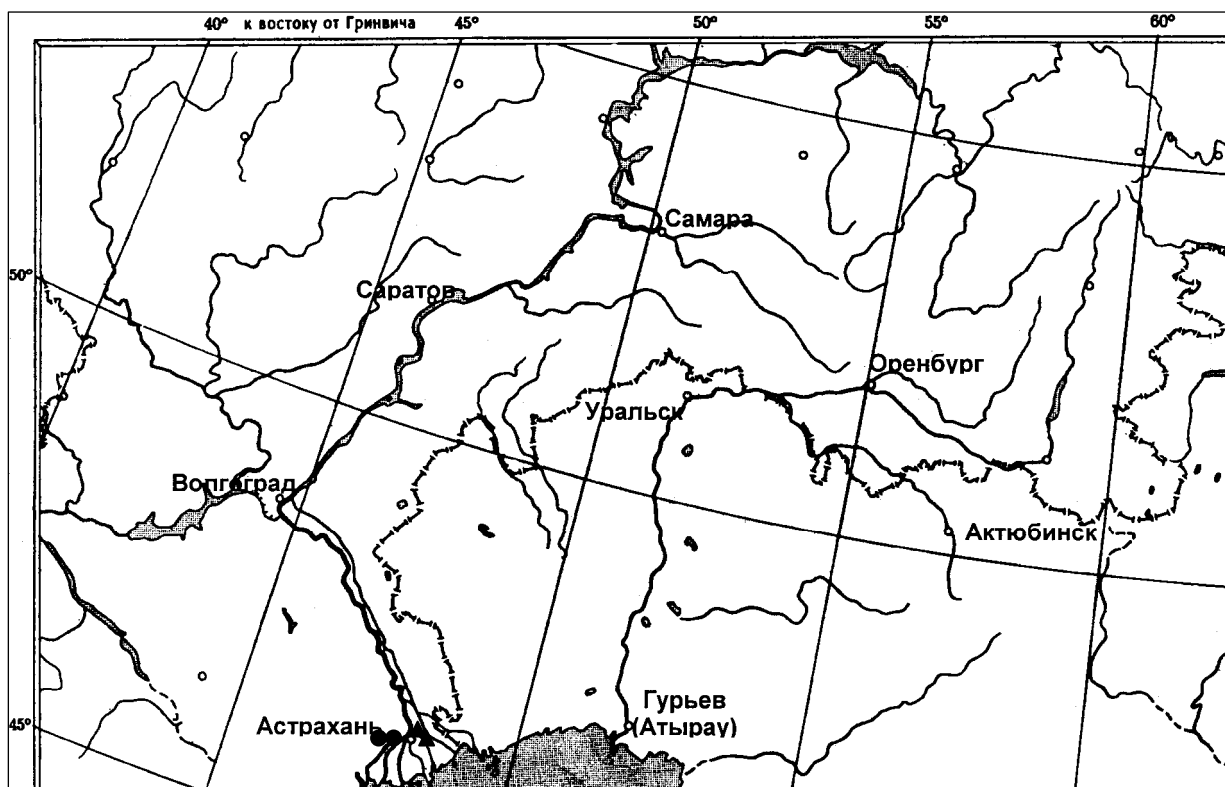 40° к востоку от Гринвича 45° 50° 55° 60°
50°
Самара
Саратов
Оренбург
Уральск
Волгоград
Актюбинск
45°
Астрахань
Гурьев
(Атырау)